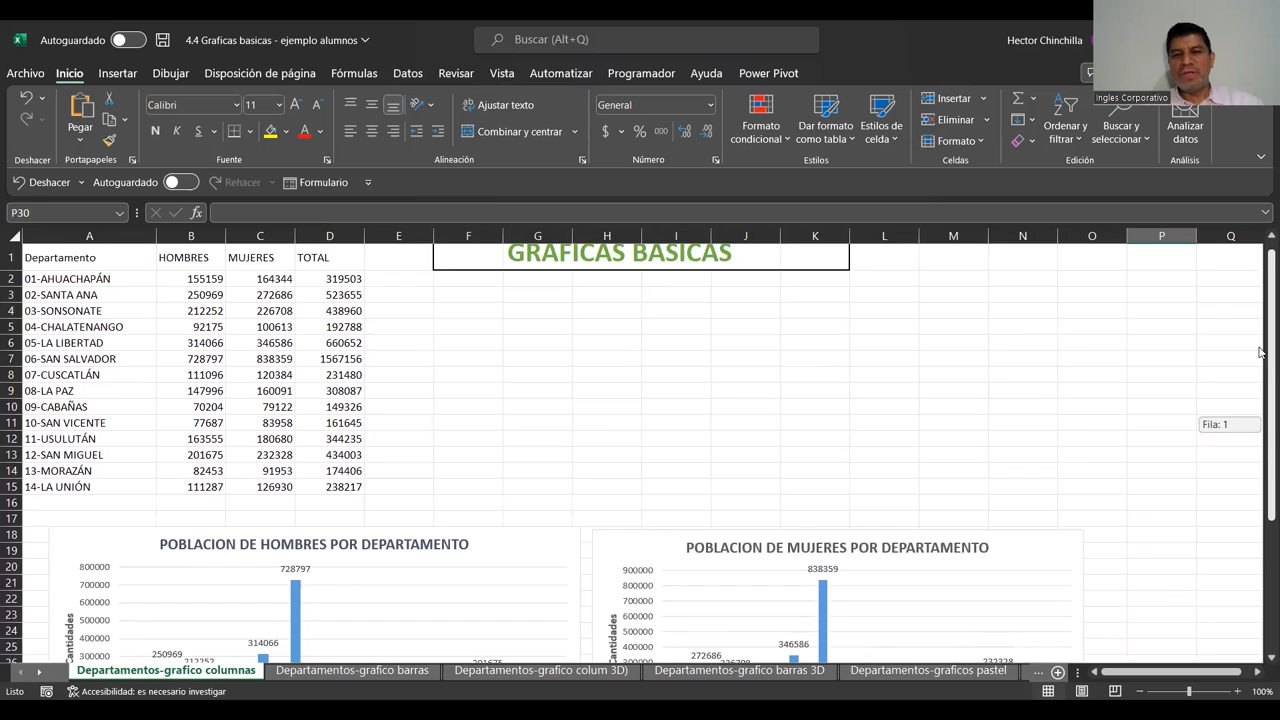 Autoguardado
4.4 Graficas basicas - ejemplo alumnos
Buscar (Alt+Q)
Hector Chinchilla
Ingles Corporativo
Archivo Inicio Insertar Dibujar Disposición de página Fórmulas Datos Revisar Vista Automatizar Programador Ayuda Power Pivot
Deshacer
Pegar
Portapapeles
Calibri 11
N K S
Fuente
Ajustar texto
Combinar y centrar
Alineación
General
$ % 000
Número
Formato condicional
Dar formato como tabla
Estilos de celda
Estilos
Insertar
Eliminar
Formato
Celdas
Ordenar y filtrar
Buscar y seleccionar
Edición
Analizar datos
Análisis
Deshacer Autoguardado Rehacer Formulario
P30
fx
A B C D E F G H I J K L M N O P Q
GRAFICAS BASICAS
1 Departamento HOMBRES MUJERES TOTAL
2 01-AHUACHAPÁN 155159 164344 319503
3 02-SANTA ANA 250969 272686 523655
4 03-SONSONATE 212252 226708 438960
5 04-CHALATENANGO 92175 100613 192788
6 05-LA LIBERTAD 314066 346586 660652
7 06-SAN SALVADOR 728797 838359 1567156
8 07-CUSCATLÁN 111096 120384 231480
9 08-LA PAZ 147996 160091 308087
10 09-CABAÑAS 70204 79122 149326
11 10-SAN VICENTE 77687 83958 161645
12 11-USULUTÁN 163555 180680 344235
13 12-SAN MIGUEL 201675 232328 434003
14 13-MORAZÁN 82453 91953 174406
15 14-LA UNIÓN 111287 126930 238217
Fila: 1
16
17
18
19
20
21
22
23
24
25
POBLACION DE HOMBRES POR DEPARTAMENTO
Cantidades
800000
700000
600000
500000
400000
300000
728797
314066
250969
POBLACION DE MUJERES POR DEPARTAMENTO
Cantidades
900000
800000
700000
600000
500000
400000
838359
346586
272686
Departamentos-grafico columnas Departamentos-grafico barras Departamentos-grafico colum 3D) Departamentos-grafico barras 3D Departamentos-graficos pastel ...
Listo
Accesibilidad: es necesario investigar
100%